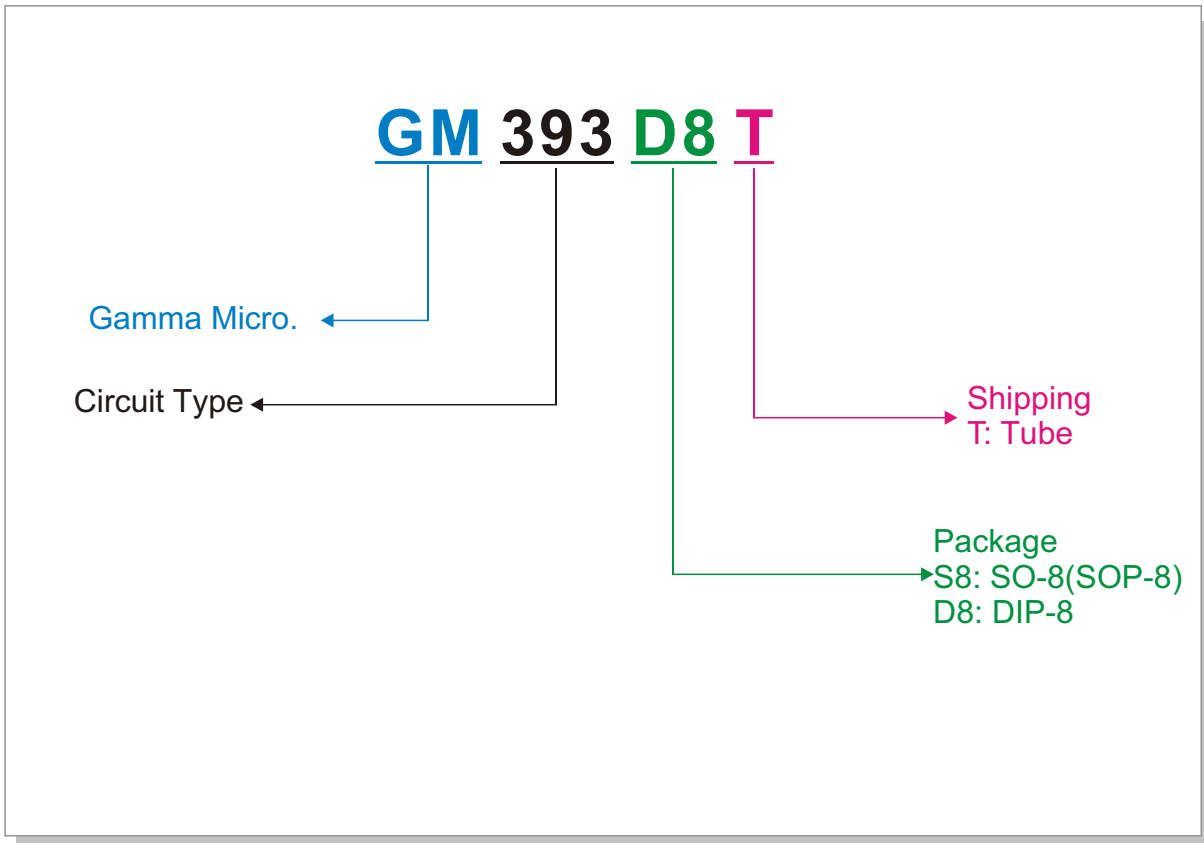 GM 393 D8 T
Gamma Micro.
Circuit Type
Shipping
T: Tube
Package
S8: SO-8(SOP-8)
D8: DIP-8